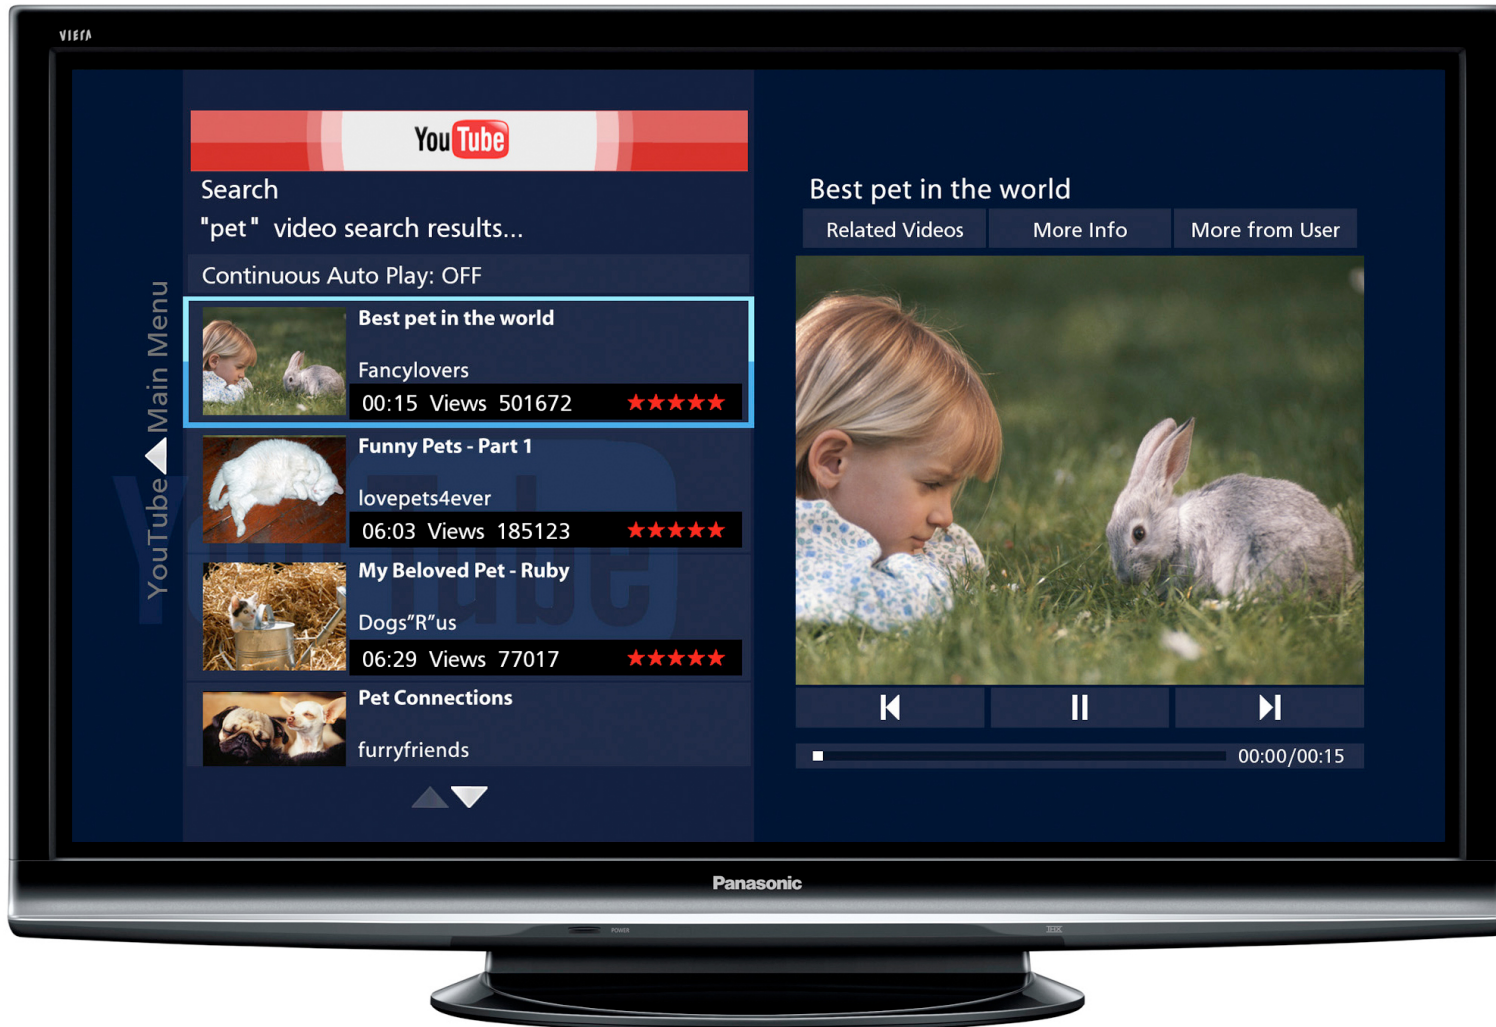 VIERA
YouTube
Search
"pet" video search results...
Continuous Auto Play: OFF
Best pet in the world
Fancylovers
00:15 Views 501672
Funny Pets - Part 1
lovepets4ever
06:03 Views 185123
My Beloved Pet - Ruby
Dogs"R"us
06:29 Views 77017
Pet Connections
furryfriends
YouTube Main Menu
YouTube
Best pet in the world
Related Videos More Info More from User
00:00/00:15
Panasonic
POWER
THX